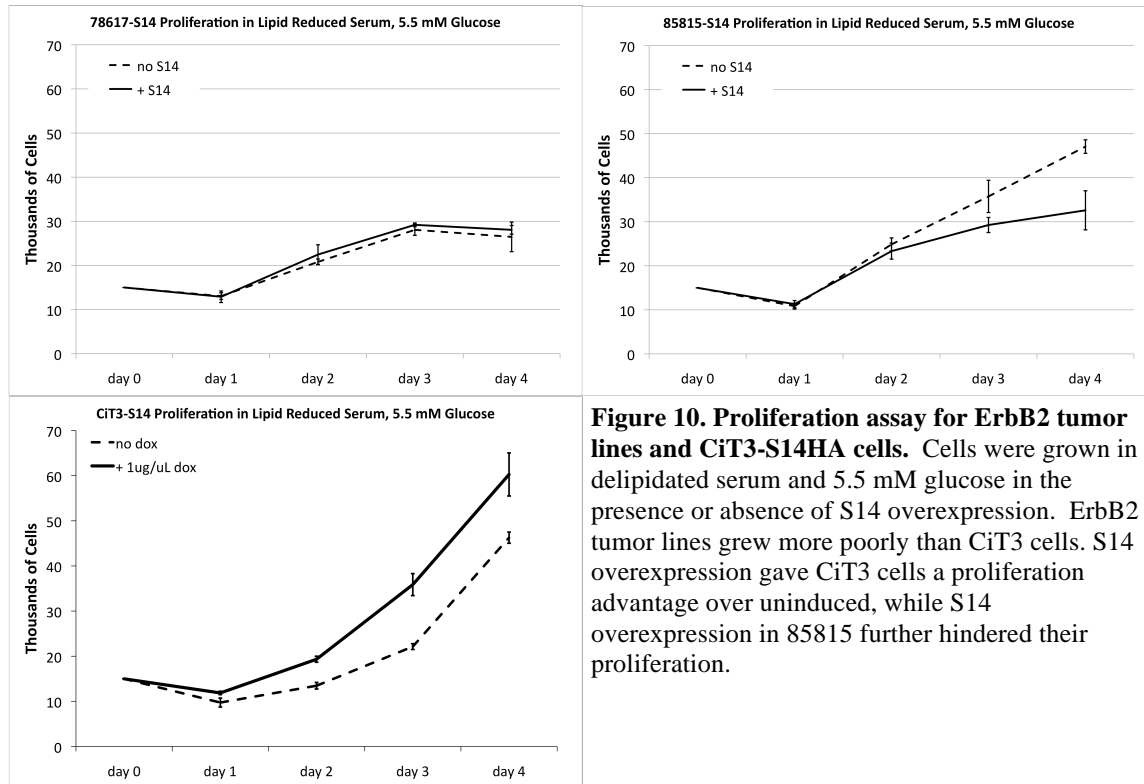 78617-S14 Proliferation in Lipid Reduced Serum, 5.5 mM Glucose
70
60
50
40
30
20
10
0
Thousands of Cells
no S14
+ S14
day 0 day 1 day 2 day 3 day 4
85815-S14 Proliferation in Lipid Reduced Serum, 5.5 mM Glucose
70
60
50
40
30
20
10
0
Thousands of Cells
no S14
+ S14
day 0 day 1 day 2 day 3 day 4
CiT3-S14 Proliferation in Lipid Reduced Serum, 5.5 mM Glucose
70
60
50
40
30
20
10
0
Thousands of Cells
no dox
+ 1ug/uL dox
day 0 day 1 day 2 day 3 day 4
Figure 10. Proliferation assay for ErbB2 tumor
lines and CiT3-S14HA cells. Cells were grown in
delipidated serum and 5.5 mM glucose in the
presence or absence of S14 overexpression. ErbB2
tumor lines grew more poorly than CiT3 cells. S14
overexpression gave CiT3 cells a proliferation
advantage over uninduced, while S14
overexpression in 85815 further hindered their
proliferation.